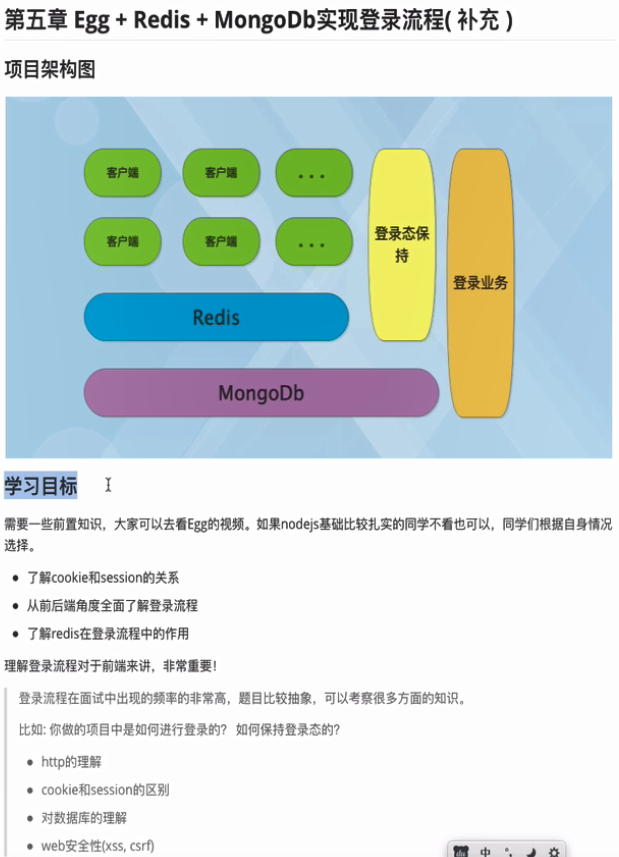 第五章 Egg + Redis + MongoDb实现登录流程( 补充 )
项目架构图
客户端
客户端
...
客户端
客户端
...
登录态保
持
登录业务
Redis
MongoDb
学习目标
需要一些前置知识，大家可以去看Egg的视频。如果nodejs基础比较扎实的同学不看也可以，同学们根据自身情况
选择。
• 了解cookie和session的关系
• 从前后端角度全面了解登录流程
• 了解redis在登录流程中的作用
理解登录流程对于前端来讲，非常重要!
登录流程在面试中出现的频率的非常高，题目比较抽象，可以考察很多方面的知识。
比如: 你做的项目中是如何进行登录的? 如何保持登录态的?
• http的理解
• cookie和session的区别
• 对数据库的理解
• web安全性(xss, csrf)
中